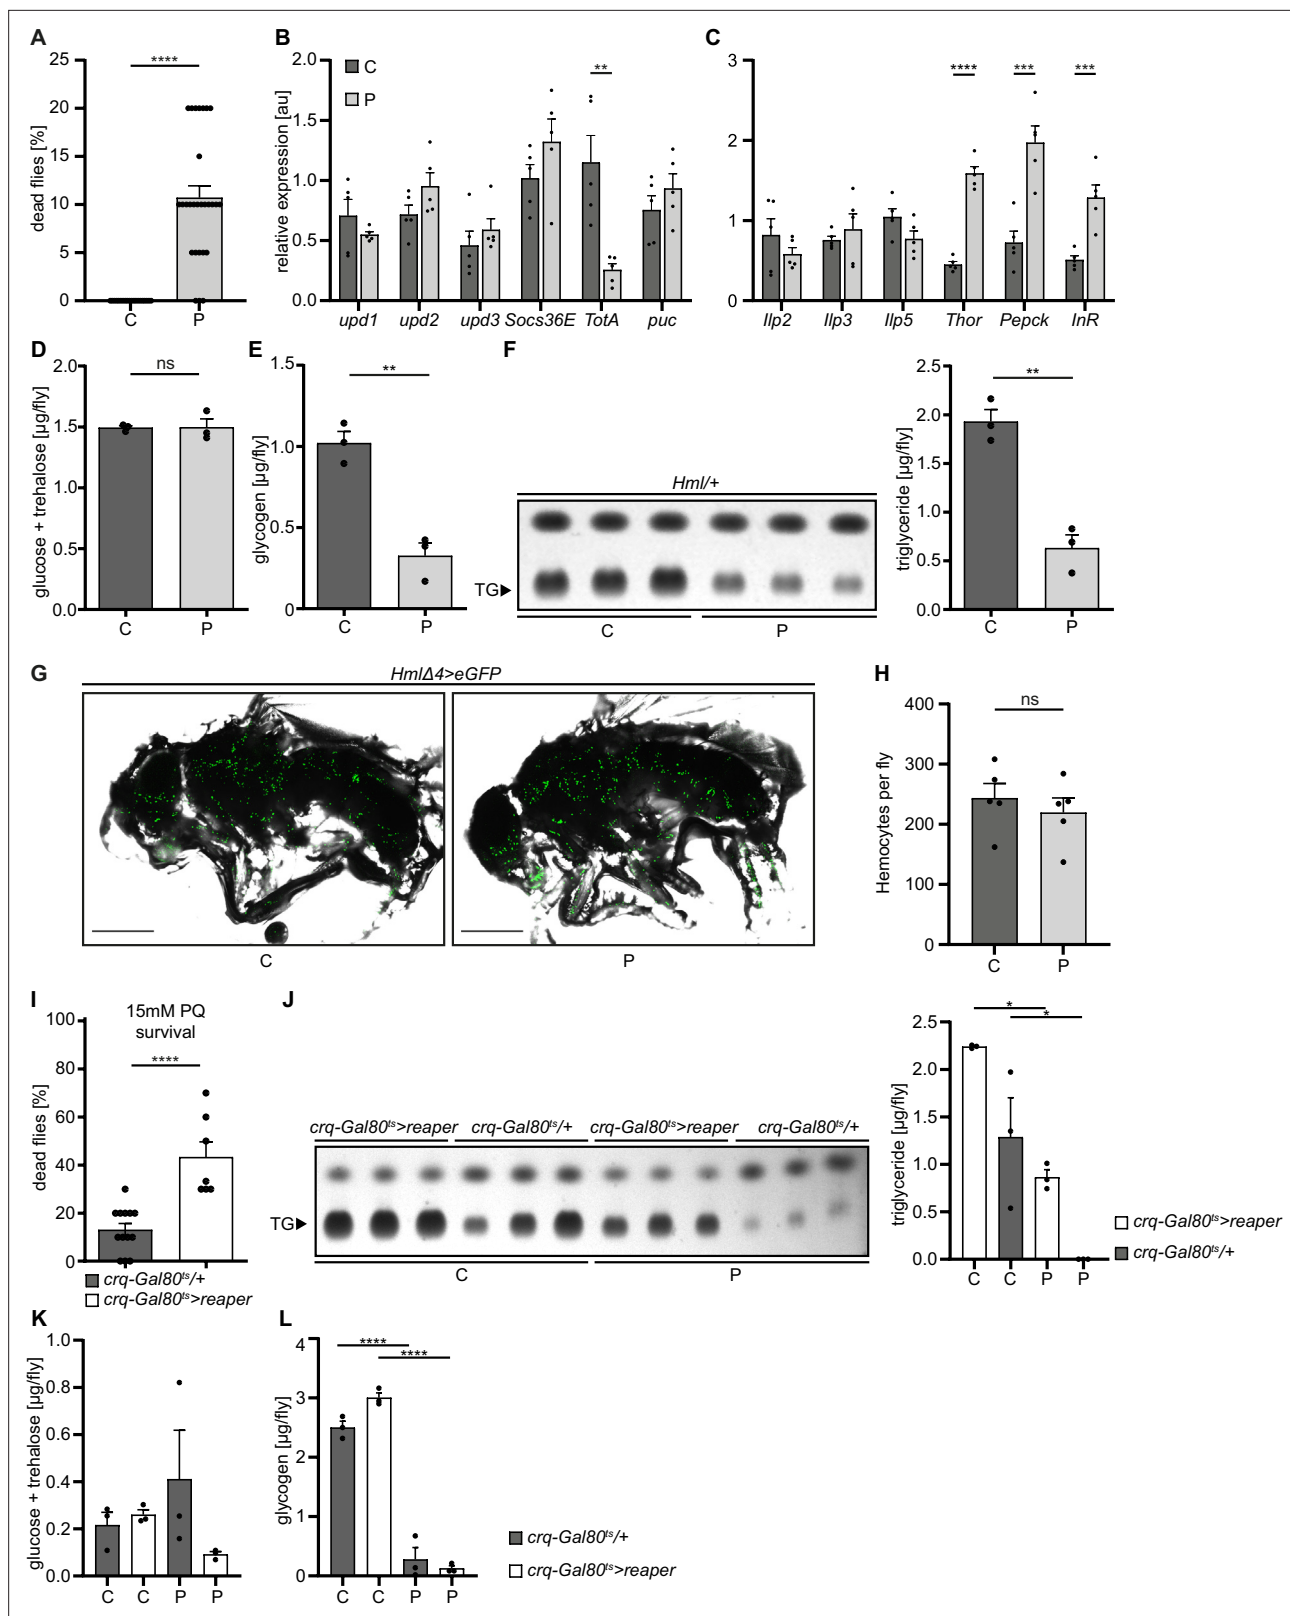 A
dead flies [%]
25
20
15
10
5
0
****
C
P
B
relative expression [au]
2.0
1.5
1.0
0.5
0
C
P
**
upd1
upd2
upd3
Socs36E
TotA
puc
C
3
2
1
0
****
***
***
Ilp2
Ilp3
Ilp5
Thor
Pepck
InR
D
glucose + trehalose [µg/fly]
2.0
1.5
1.0
0.5
0.0
ns
C
P
E
glycogen [µg/fly]
1.5
1.0
0.5
0
**
C
P
F
Hml/+
TG
C
P
triglyceride [µg/fly]
2.5
2.0
1.5
1.0
0.5
0.0
**
C
P
G
HmlΔ4>eGFP
C
P
H
Hemocytes per fly
400
300
200
100
0
ns
C
P
I
15mM PQ
survival
dead flies [%]
100
80
60
40
20
0
****
crq-Gal80ts/+
crq-Gal80ts>reaper
J
crq-Gal80ts>reaper
crq-Gal80ts/+
crq-Gal80ts>reaper
crq-Gal80ts/+
TG
C
P
triglyceride [µg/fly]
2.5
2.0
1.5
1.0
0.5
0.0
*
*
C
C
P
P
crq-Gal80ts>reaper
crq-Gal80ts/+
K
glucose + trehalose [µg/fly]
1.0
0.8
0.6
0.4
0.2
0.0
C
C
P
P
L
glycogen [µg/fly]
4
3
2
1
0
****
****
C
C
P
P
crq-Gal80ts/+
crq-Gal80ts>reaper